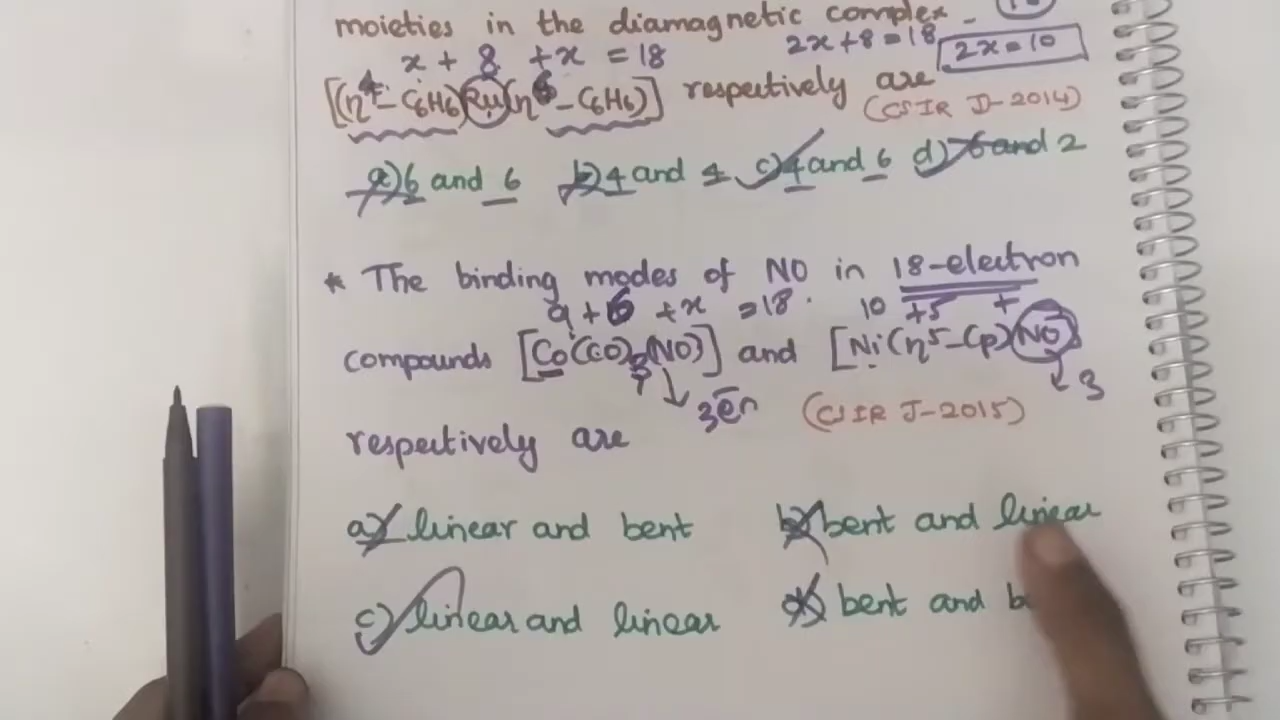 moieties in the diamagnetic complex.
x + 8 + x = 18 2x+8=18 2x=10
[(η4-C6H6)Ru(η6-C6H6)] respectively are
(CSIR J-2014)
a) 6 and 6 b) 4 and 4 c) 4 and 6 d) 6 and 2
* The binding modes of NO in 18-electron
9 + 6 + x = 18. 10 +5 +
compounds [Co(CO)3(NO)] and [Ni(η5-Cp)(NO)]
3en 3
(CSIR J-2015)
respectively are
a) linear and bent b) bent and linear
c) linear and linear d) bent and